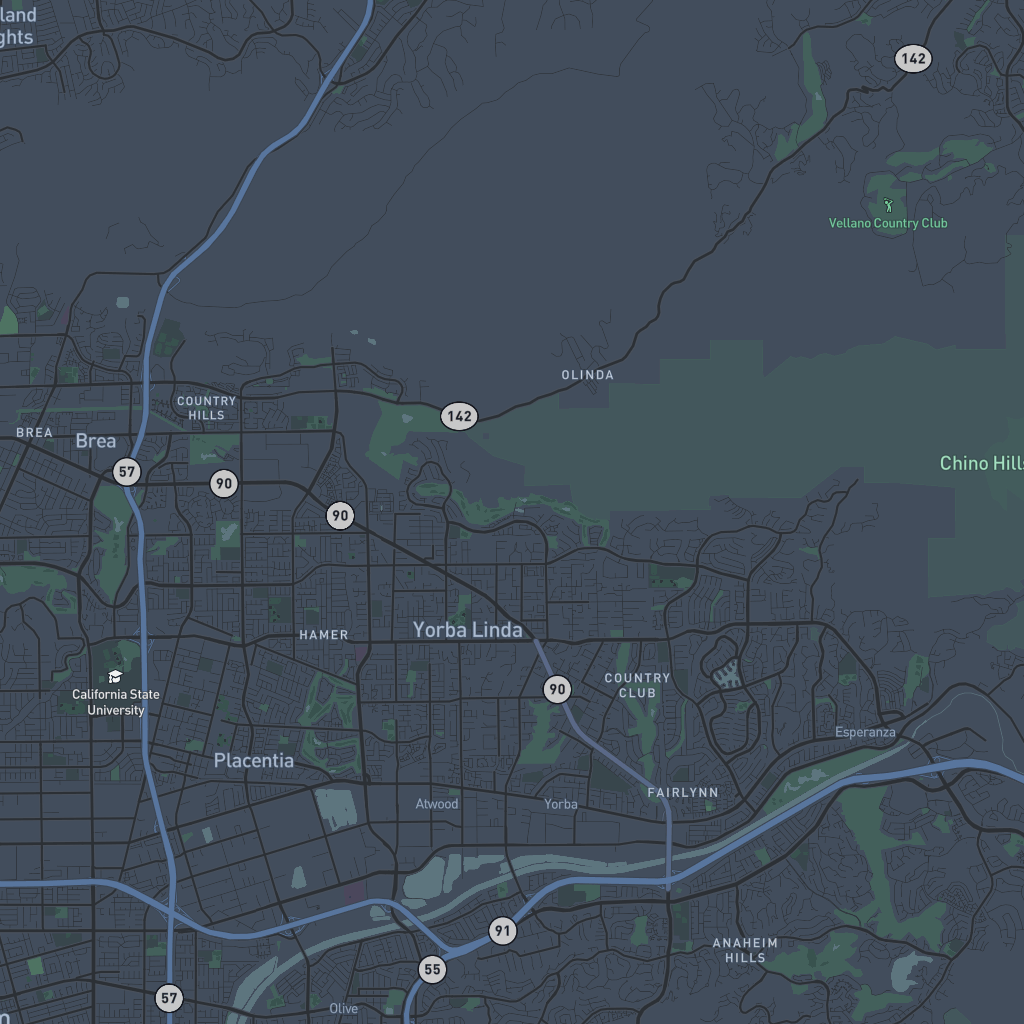 land
ghts
142
Vellano Country Club
OLINDA
COUNTRY
HILLS
142
BREA
Brea
57
90
Chino Hills
90
HAMER
Yorba Linda
California State
University
COUNTRY
CLUB
90
Esperanza
Placentia
FAIRLYNN
Atwood
Yorba
91
ANAHEIM
HILLS
55
57
Olive
n